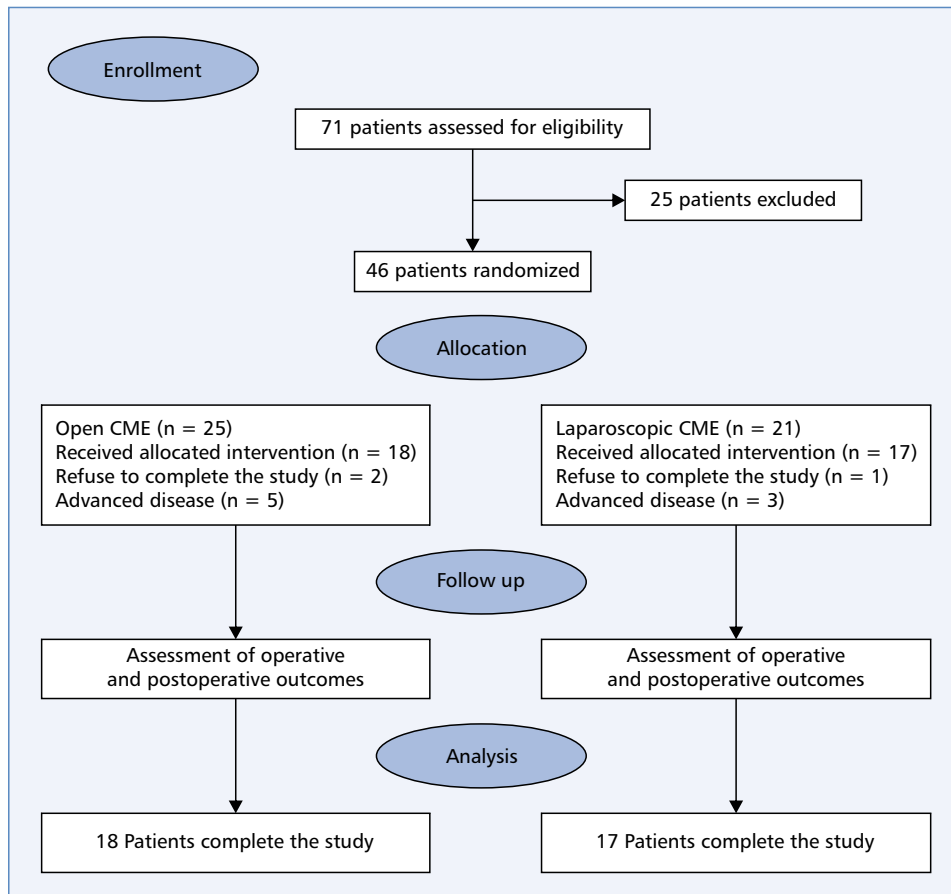 Enrollment
71 patients assessed for eligibility
25 patients excluded
46 patients randomized
Allocation
Open CME (n = 25)
Received allocated intervention (n = 18)
Refuse to complete the study (n = 2)
Advanced disease (n = 5)
Laparoscopic CME (n = 21)
Received allocated intervention (n = 17)
Refuse to complete the study (n = 1)
Advanced disease (n = 3)
Follow up
Assessment of operative
and postoperative outcomes
Assessment of operative
and postoperative outcomes
Analysis
18 Patients complete the study
17 Patients complete the study